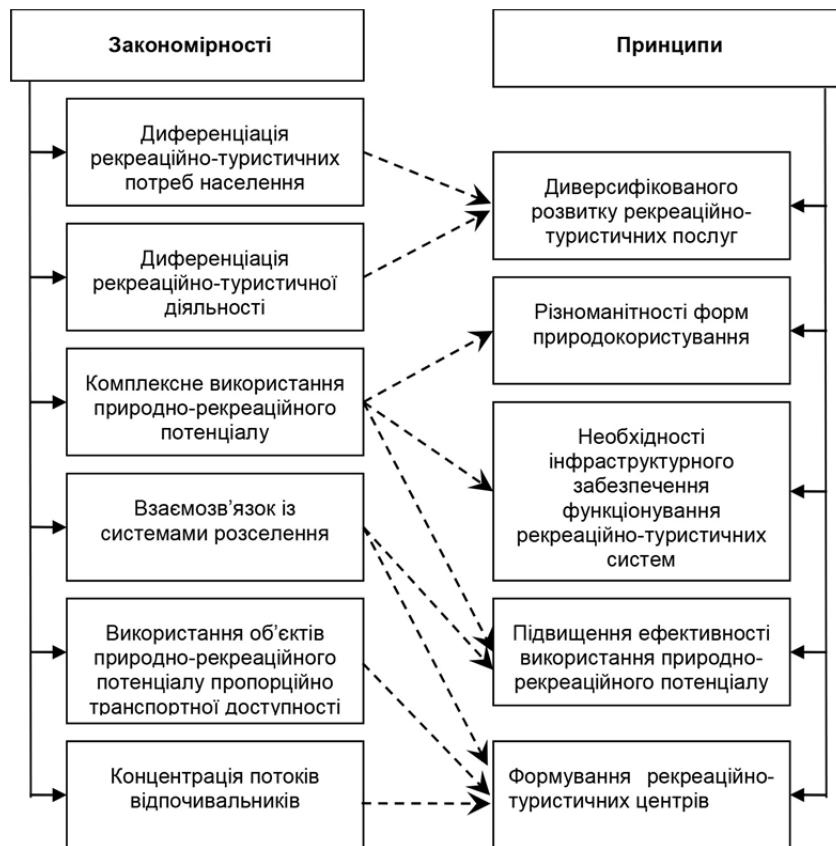 Закономірності
Принципи
Диференціація
рекреаційно-туристичних
потреб населення
Диференціація
рекреаційно-туристичної
діяльності
Комплексне використання
природно-рекреаційного
потенціалу
Взаємозв’язок із
системами розселення
Використання об’єктів
природно-рекреаційного
потенціалу пропорційно
транспортної доступності
Концентрація потоків
відпочивальників
Диверсифікованого
розвитку рекреаційно-
туристичних послуг
Різноманітності форм
природокористування
Необхідності
інфраструктурного
забезпечення
функціонування
рекреаційно-туристичних
систем
Підвищення ефективності
використання природно-
рекреаційного потенціалу
Формування рекреаційно-
туристичних центрів